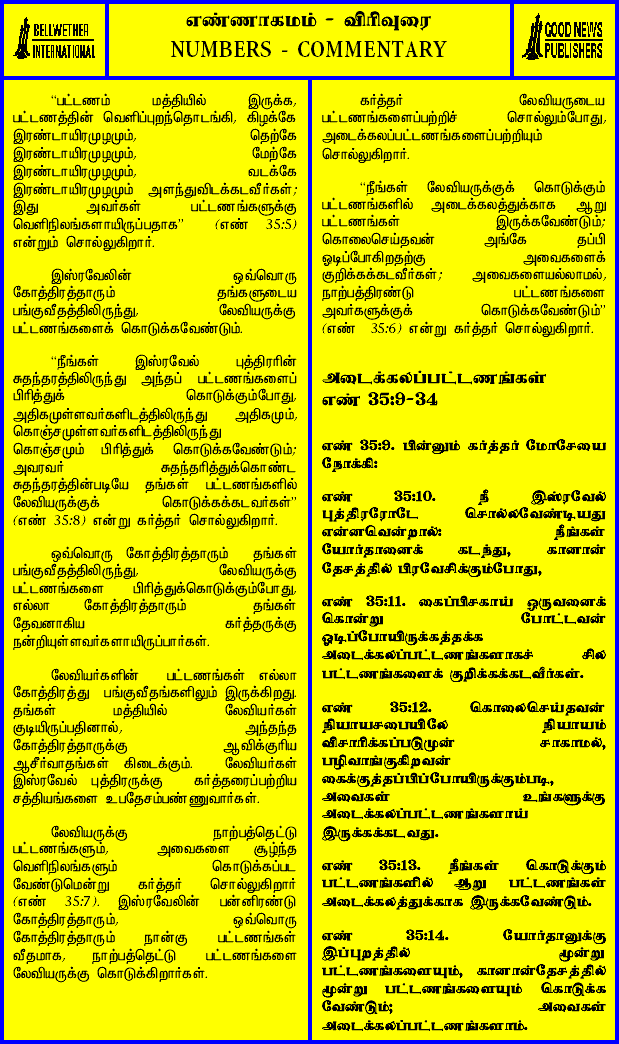 BELLWETHER
INTERNATIONAL
எண்ணாகமம் - விரிவுரை
NUMBERS - COMMENTARY
GOOD NEWS
PUBLISHERS
“பட்டணம் மத்தியில் இருக்க,
பட்டணத்தின் வெளிப்புறந்தொடங்கி, கிழக்கே
இரண்டாயிரமுழமும், தெற்கே
இரண்டாயிரமுழமும், மேற்கே
இரண்டாயிரமுழமும், வடக்கே
இரண்டாயிரமுழமும் அளந்துவிடக்கடவீர்கள்;
இது அவர்கள் பட்டணங்களுக்கு
வெளிநிலங்களாயிருப்பதாக” (எண் 35:5)
என்றும் சொல்லுகிறார்.
இஸ்ரவேலின் ஒவ்வொரு
கோத்திரத்தாரும் தங்களுடைய
பங்குவீதத்திலிருந்து, லேவியருக்கு
பட்டணங்களைக் கொடுக்கவேண்டும்.
“நீங்கள் இஸ்ரவேல் புத்திரரின்
சுதந்தரத்திலிருந்து அந்தப் பட்டணங்களைப்
பிரித்துக் கொடுக்கும்போது,
அதிகமுள்ளவர்களிடத்திலிருந்து அதிகமும்,
கொஞ்சமுள்ளவர்களிடத்திலிருந்து
கொஞ்சமும் பிரித்துக் கொடுக்கவேண்டும்;
அவரவர் சுதந்தரித்துக்கொண்ட
சுதந்தரத்தின்படியே தங்கள் பட்டணங்களில்
லேவியருக்குக் கொடுக்கக்கடவர்கள்”
(எண் 35:8) என்று கர்த்தர் சொல்லுகிறார்.
ஒவ்வொரு கோத்திரத்தாரும் தங்கள்
பங்குவீதத்திலிருந்து, லேவியருக்கு
பட்டணங்களை பிரித்துக்கொடுக்கும்போது,
எல்லா கோத்திரத்தாரும் தங்கள்
தேவனாகிய கர்த்தருக்கு
நன்றியுள்ளவர்களாயிருப்பார்கள்.
லேவியர்களின் பட்டணங்கள் எல்லா
கோத்திரத்து பங்குவீதங்களிலும் இருக்கிறது.
தங்கள் மத்தியில் லேவியர்கள்
குடியிருப்பதினால், அந்தந்த
கோத்திரத்தாருக்கு ஆவிக்குரிய
ஆசீர்வாதங்கள் கிடைக்கும். லேவியர்கள்
இஸ்ரவேல் புத்திரருக்கு கர்த்தரைப்பற்றிய
சத்தியங்களை உபதேசம்பண்ணுவார்கள்.
லேவியருக்கு நாற்பத்தெட்டு
பட்டணங்களும், அவைகளை சூழ்ந்த
வெளிநிலங்களும் கொடுக்கப்பட
வேண்டுமென்று கர்த்தர் சொல்லுகிறார்
(எண் 35:7). இஸ்ரவேலின் பன்னிரண்டு
கோத்திரத்தாரும், ஒவ்வொரு
கோத்திரத்தாரும் நான்கு பட்டணங்கள்
வீதமாக, நாற்பத்தெட்டு பட்டணங்களை
லேவியருக்கு கொடுக்கிறார்கள்.
கர்த்தர் லேவியருடைய
பட்டணங்களைப்பற்றிச் சொல்லும்போது,
அடைக்கலப்பட்டணங்களைப்பற்றியும்
சொல்லுகிறார்.
“நீங்கள் லேவியருக்குக் கொடுக்கும்
பட்டணங்களில் அடைக்கலத்துக்காக ஆறு
பட்டணங்கள் இருக்கவேண்டும்;
கொலைசெய்தவன் அங்கே தப்பி
ஓடிப்போகிறதற்கு அவைகளைக்
குறிக்கக்கடவீர்கள்; அவைகளையல்லாமல்,
நாற்பத்திரண்டு பட்டணங்களை
அவர்களுக்குக் கொடுக்கவேண்டும்”
(எண் 35:6) என்று கர்த்தர் சொல்லுகிறார்.
அடைக்கலப்பட்டணங்கள்
எண் 35:9-34
எண் 35:9. பின்னும் கர்த்தர் மோசேயை
நோக்கி:
எண் 35:10. நீ இஸ்ரவேல்
புத்திரரோடே சொல்லவேண்டியது
என்னவென்றால்: நீங்கள்
யோர்தானைக் கடந்து, கானான்
தேசத்தில் பிரவேசிக்கும்போது,
எண் 35:11. கைப்பிசகாய் ஒருவனைக்
கொன்று போட்டவன்
ஓடிப்போயிருக்கத்தக்க
அடைக்கலப்பட்டணங்களாகச் சில
பட்டணங்களைக் குறிக்கக்கடவீர்கள்.
எண் 35:12. கொலைசெய்தவன்
நியாயசபையிலே நியாயம்
விசாரிக்கப்படுமுன் சாகாமல்,
பழிவாங்குகிறவன்
கைக்குத்தப்பிப்போயிருக்கும்படி,
அவைகள் உங்களுக்கு
அடைக்கலப்பட்டணங்களாய்
இருக்கக்கடவது.
எண் 35:13. நீங்கள் கொடுக்கும்
பட்டணங்களில் ஆறு பட்டணங்கள்
அடைக்கலத்துக்காக இருக்கவேண்டும்.
எண் 35:14. யோர்தானுக்கு
இப்புறத்தில் மூன்று
பட்டணங்களையும், கானான்தேசத்தில்
மூன்று பட்டணங்களையும் கொடுக்க
வேண்டும்; அவைகள்
அடைக்கலப்பட்டணங்களாம்.